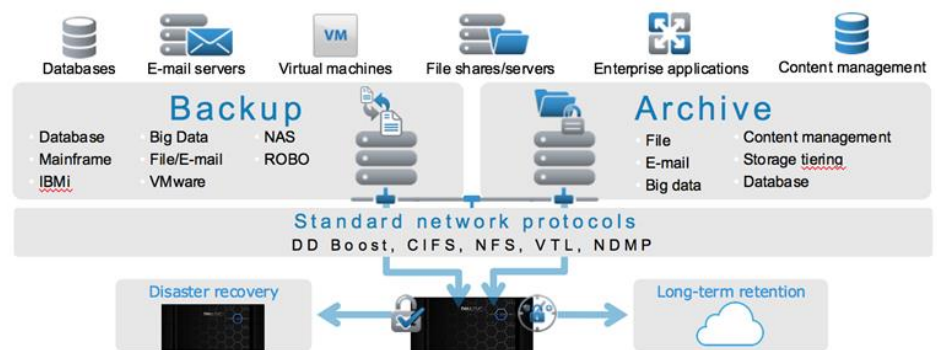 VM
Databases
E-mail servers
Virtual machines
File shares/servers
Enterprise applications
Content management
Backup
Database
Mainframe
IBMi
Big Data
File/E-mail
VMware
NAS
ROBO
Archive
File
E-mail
Big data
Content management
Storage tiering
Database
Standard network protocols
DD Boost, CIFS, NFS, VTL, NDMP
Disaster recovery
Long-term retention